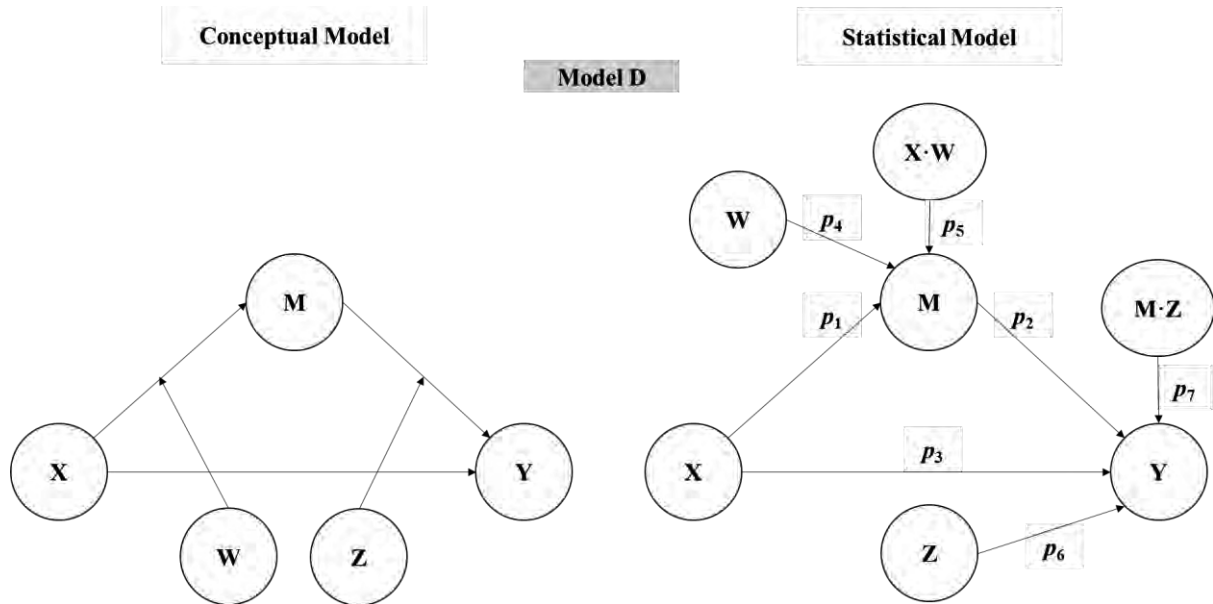 Conceptual Model
Statistical Model
Model D
M
X
Y
W
Z
X·W
W
p₄
p₅
M
M·Z
p₁
p₂
p₇
X
p₃
Y
Z
p₆